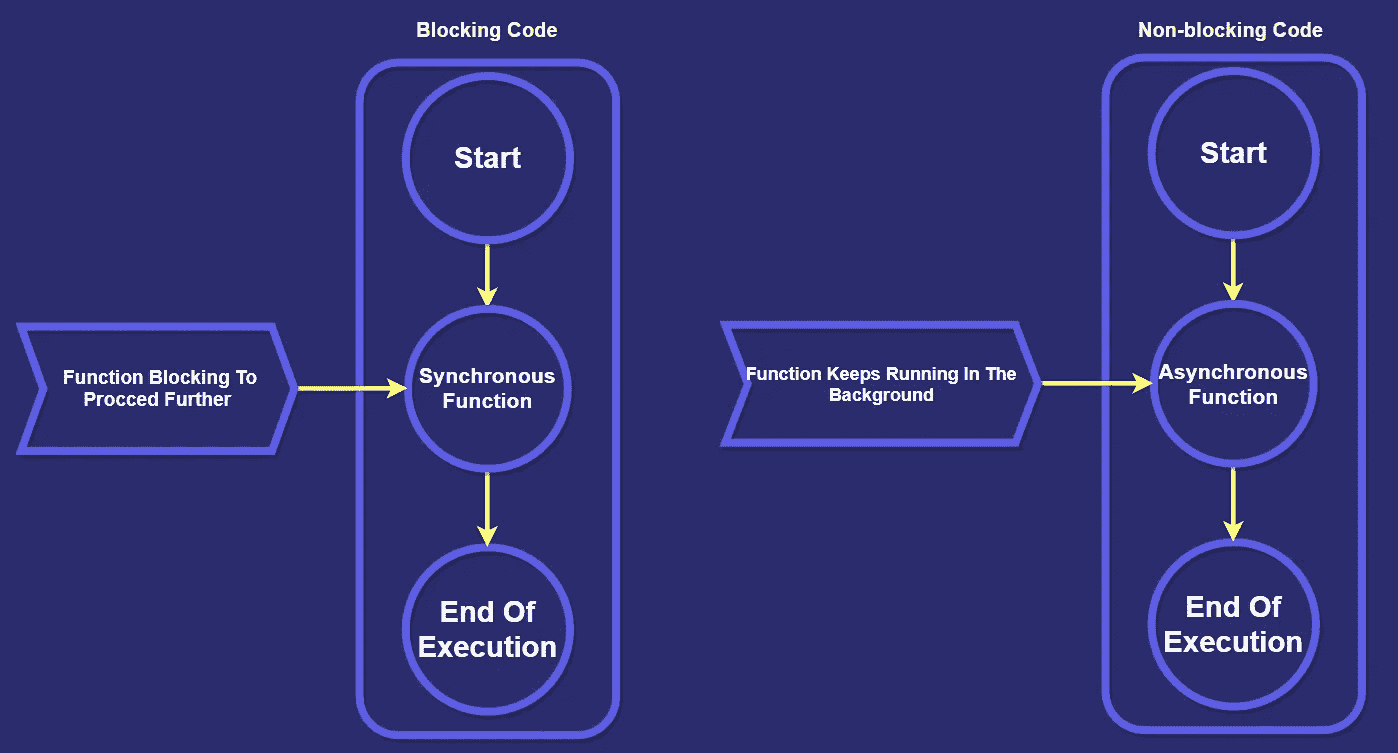 Blocking Code
Start
Function Blocking To
Procced Further
Synchronous
Function
End Of
Execution
Non-blocking Code
Start
Function Keeps Running In The
Background
Asynchronous
Function
End Of
Execution